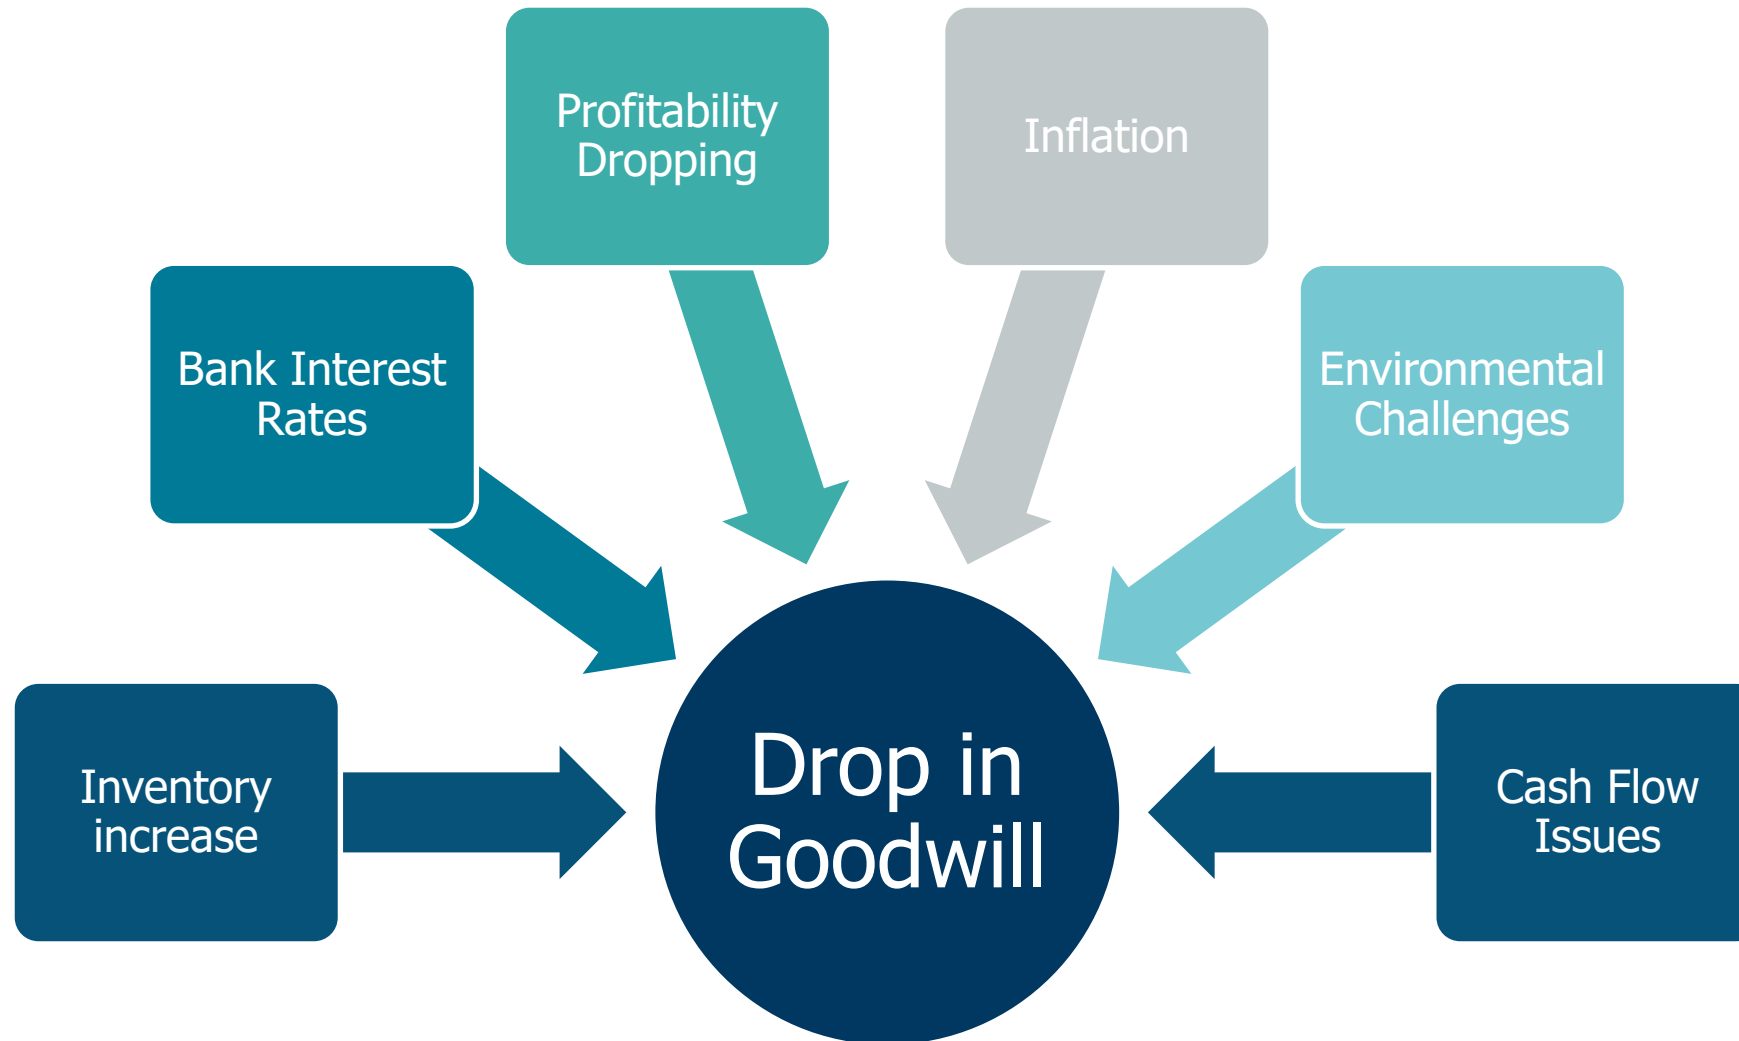 Profitability
Dropping
Inflation
Bank Interest
Rates
Environmental
Challenges
Inventory
increase
Drop in
Goodwill
Cash Flow
Issues